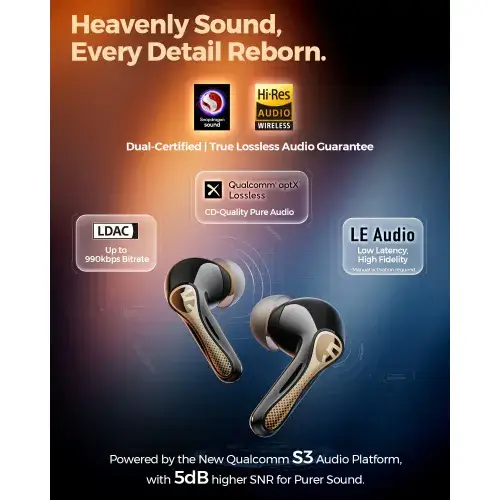 Heavenly Sound,
Every Detail Reborn.
Snapdragon
sound
Hi-Res
AUDIO
WIRELESS
Dual-Certified | True Lossless Audio Guarantee
Qualcomm aptX
Lossless
CD-Quality Pure Audio
LDAC
Up to
990kbps Bitrate
LE Audio
Low Latency,
High Fidelity
Powered by the New Qualcomm S3 Audio Platform,
with 5dB higher SNR for Purer Sound.